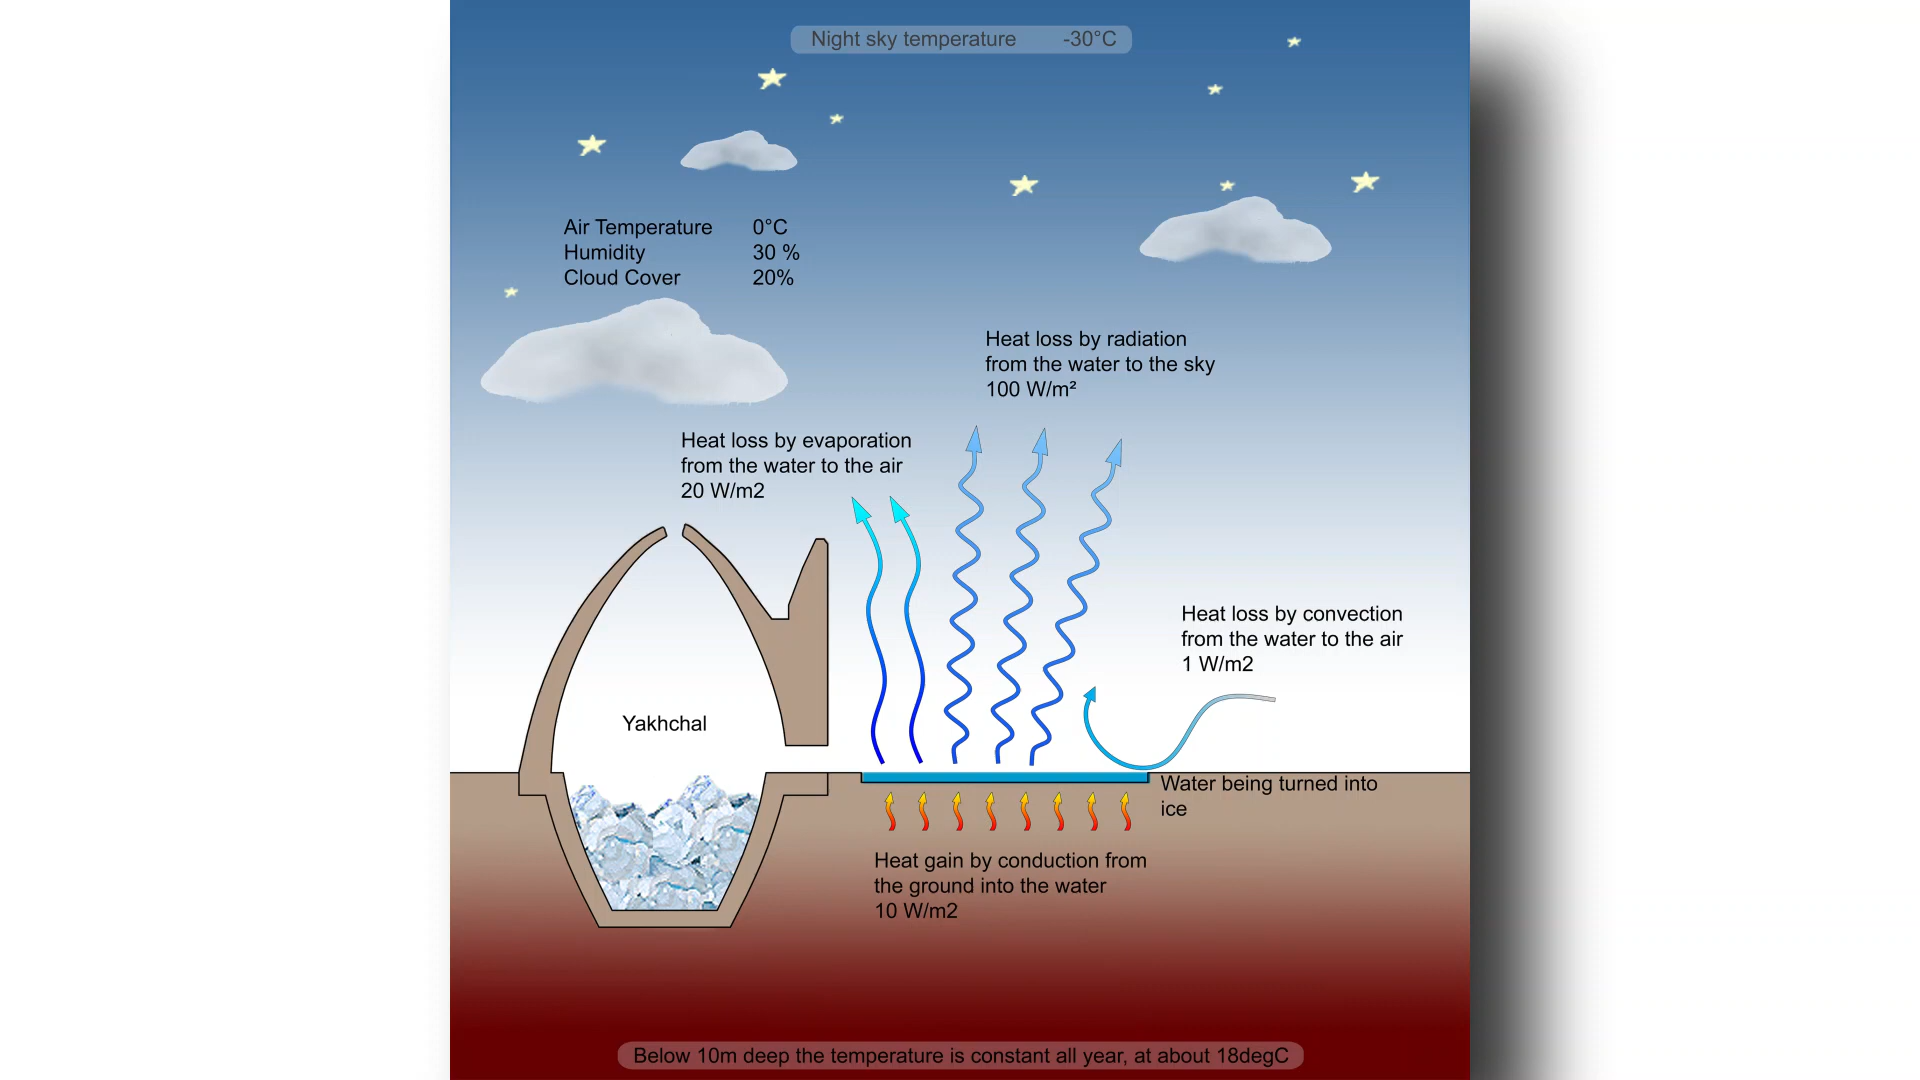 Night sky temperature -30°C
Air Temperature 0°C
Humidity 30 %
Cloud Cover 20%
Heat loss by radiation
from the water to the sky
100 W/m²
Heat loss by evaporation
from the water to the air
20 W/m2
Heat loss by convection
from the water to the air
1 W/m2
Yakhchal
Water being turned into
ice
Heat gain by conduction from
the ground into the water
10 W/m2
Below 10m deep the temperature is constant all year, at about 18degC